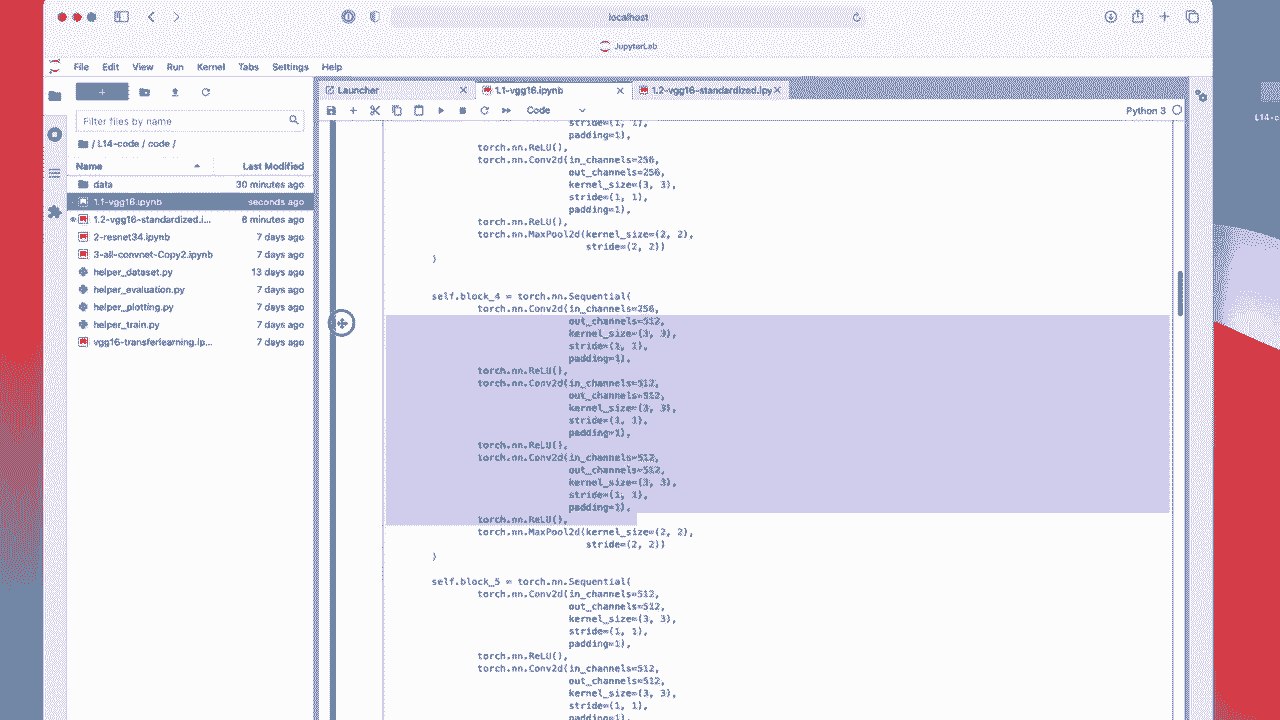 localhost
JupyterLab
File Edit View Run Kernel Tabs Settings Help
Launcher
1.1-vgg16.ipynb
1.2-vgg16-standardized.ipy
Filter files by name
Code
Python 3
/ L14-code / code /
Name Last Modified
data 30 minutes ago
1.1-vgg16.ipynb seconds ago
1.2-vgg16-standardized.i... 6 minutes ago
2-resnet34.ipynb 7 days ago
3-all-convnet-Copy2.ipynb 7 days ago
helper_dataset.py 13 days ago
helper_evaluation.py 7 days ago
helper_plotting.py 7 days ago
helper_train.py 7 days ago
vgg16-transferlearning.ip... 7 days ago
stride=(1, 1),
padding=1),
torch.nn.ReLU(),
torch.nn.Conv2d(in_channels=256,
out_channels=256,
kernel_size=(3, 3),
stride=(1, 1),
padding=1),
torch.nn.ReLU(),
torch.nn.MaxPool2d(kernel_size=(2, 2),
stride=(2, 2))
)
self.block_4 = torch.nn.Sequential(
torch.nn.Conv2d(in_channels=256,
out_channels=512,
kernel_size=(3, 3),
stride=(1, 1),
padding=1),
torch.nn.ReLU(),
torch.nn.Conv2d(in_channels=512,
out_channels=512,
kernel_size=(3, 3),
stride=(1, 1),
padding=1),
torch.nn.ReLU(),
torch.nn.Conv2d(in_channels=512,
out_channels=512,
kernel_size=(3, 3),
stride=(1, 1),
padding=1),
torch.nn.ReLU(),
torch.nn.MaxPool2d(kernel_size=(2, 2),
stride=(2, 2))
)
self.block_5 = torch.nn.Sequential(
torch.nn.Conv2d(in_channels=512,
out_channels=512,
kernel_size=(3, 3),
stride=(1, 1),
padding=1),
torch.nn.ReLU(),
torch.nn.Conv2d(in_channels=512,
out_channels=512,
kernel_size=(3, 3),
stride=(1, 1),
padding=1),
L14-c